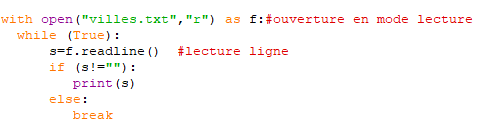 with open("villes.txt","r") as f:#ouverture en mode lecture
  while (True):
      s=f.readline()  #lecture ligne
      if (s!=""):
         print(s)
      else:
         break